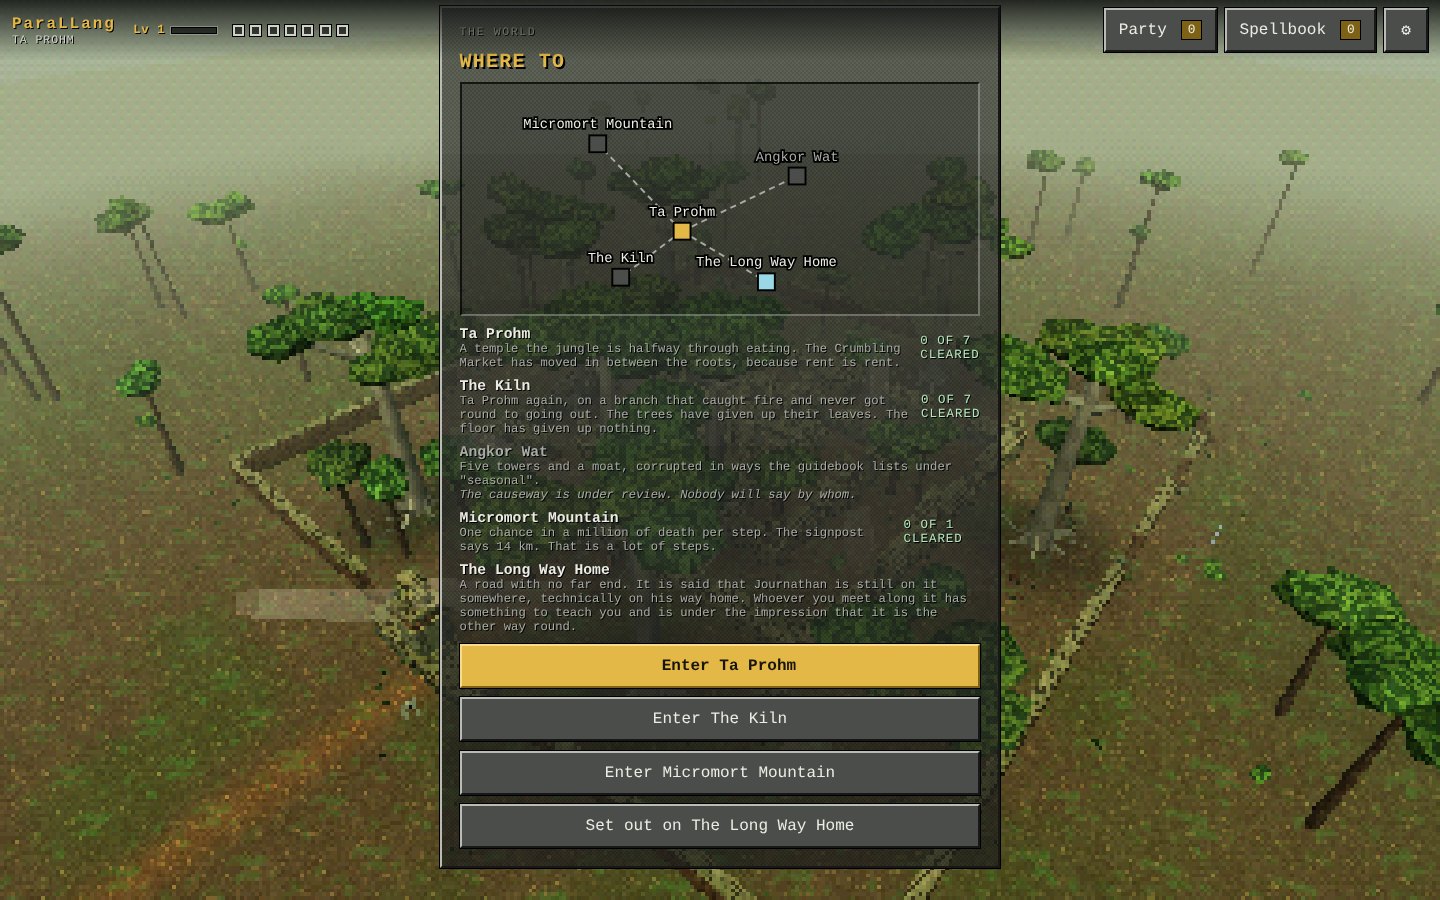 ParaLLang
TA PROHM
Lv 1
Party 0
Spellbook 0
THE WORLD
WHERE TO
Micromort Mountain
Angkor Wat
Ta Prohm
The Kiln
The Long Way Home
Ta Prohm
A temple the jungle is halfway through eating. The Crumbling
Market has moved in between the roots, because rent is rent.
0 OF 7
CLEARED
The Kiln
Ta Prohm again, on a branch that caught fire and never got
round to going out. The trees have given up their leaves. The
floor has given up nothing.
0 OF 7
CLEARED
Angkor Wat
Five towers and a moat, corrupted in ways the guidebook lists under
"seasonal".
The causeway is under review. Nobody will say by whom.
Micromort Mountain
One chance in a million of death per step. The signpost
says 14 km. That is a lot of steps.
0 OF 1
CLEARED
The Long Way Home
A road with no far end. It is said that Journathan is still on it
somewhere, technically on his way home. Whoever you meet along it has
something to teach you and is under the impression that it is the
other way round.
Enter Ta Prohm
Enter The Kiln
Enter Micromort Mountain
Set out on The Long Way Home